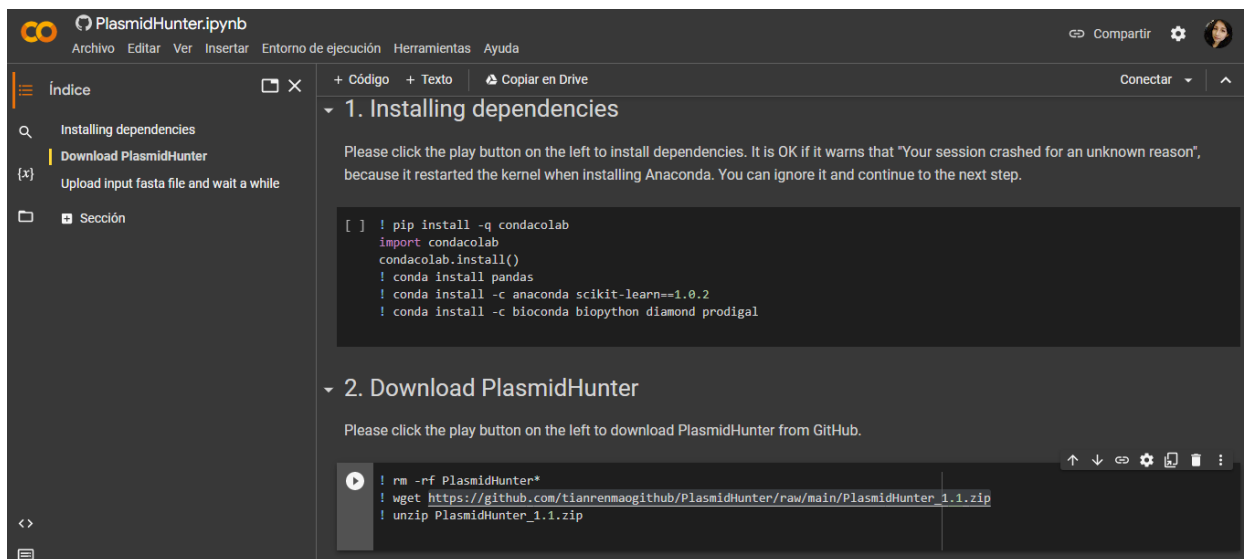 PlasmidHunter.ipynb
Archivo Editar Ver Insertar Entorno de ejecución Herramientas Ayuda
Compartir
Índice
Installing dependencies
Download PlasmidHunter
Upload input fasta file and wait a while
Sección
{x}
<>
+ Código + Texto Copiar en Drive
Conectar
1. Installing dependencies
Please click the play button on the left to install dependencies. It is OK if it warns that "Your session crashed for an unknown reason",
because it restarted the kernel when installing Anaconda. You can ignore it and continue to the next step.
[ ] ! pip install -q condacolab
import condacolab
condacolab.install()
! conda install pandas
! conda install -c anaconda scikit-learn==1.0.2
! conda install -c bioconda biopython diamond prodigal
2. Download PlasmidHunter
Please click the play button on the left to download PlasmidHunter from GitHub.
! rm -rf PlasmidHunter*
! wget https://github.com/tianrenmaogithub/PlasmidHunter/raw/main/PlasmidHunter_1.1.zip
! unzip PlasmidHunter_1.1.zip